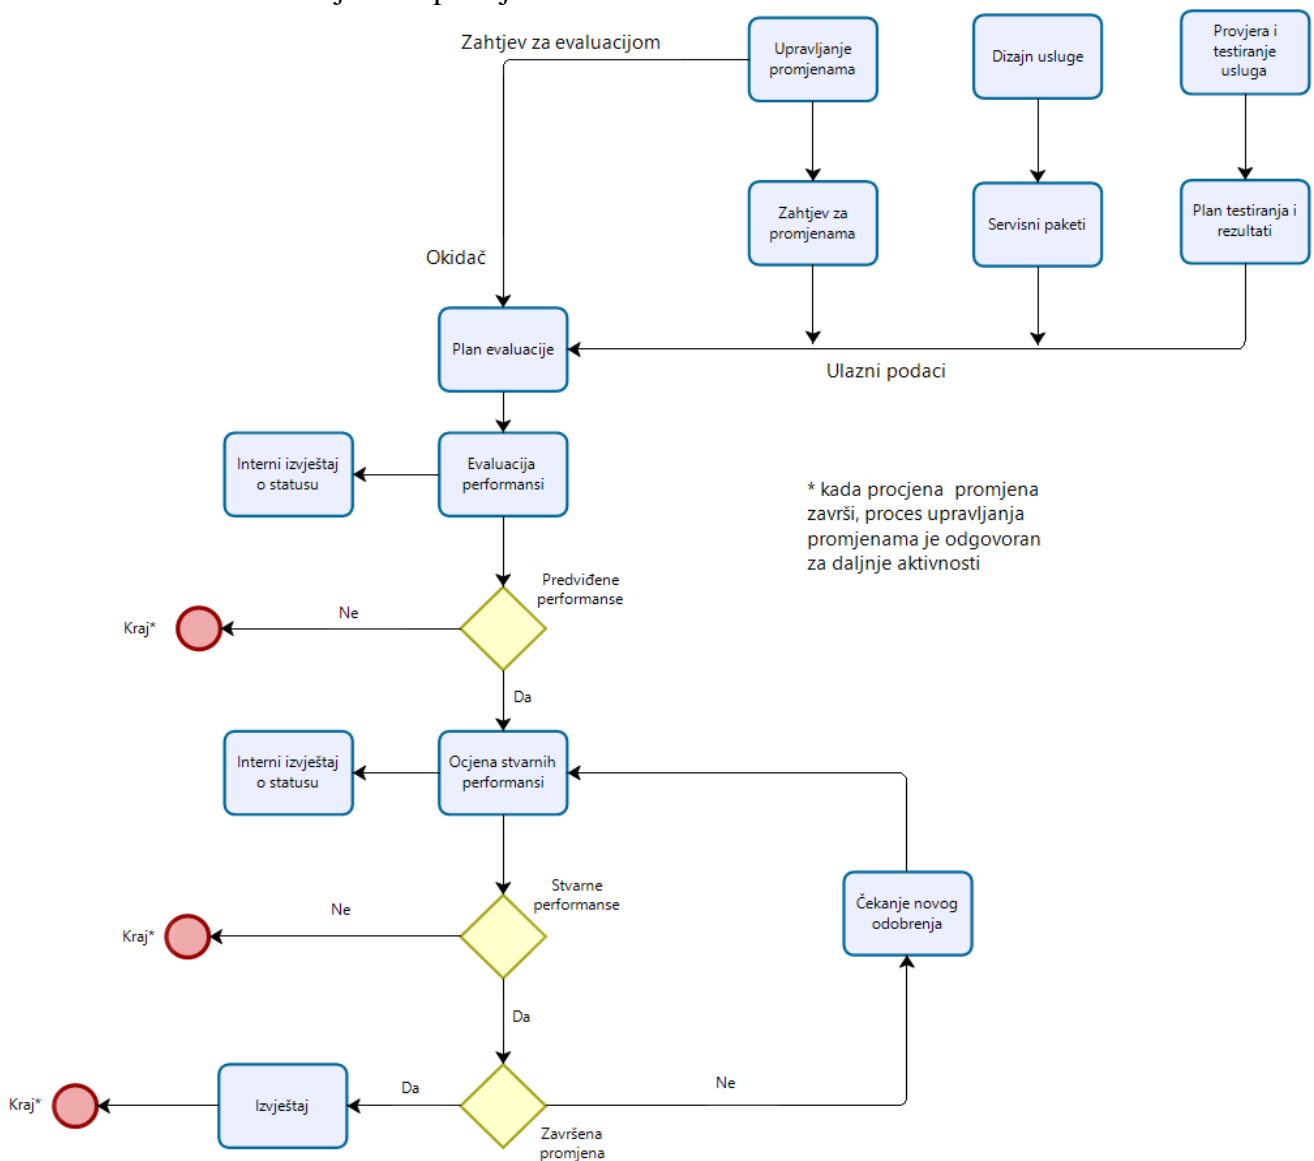 Zahtjev za evaluacijom
Upravljanje
promjenama
Dizajn usluge
Provjera i
testiranje
usluga
Zahtjev za
promjenama
Servisni paketi
Plan testiranja i
rezultati
Okidač
Plan evaluacije
Ulazni podaci
Interni izvještaj
o statusu
Evaluacija
performansi
* kada procjena promjena
završi, proces upravljanja
promjenama je odgovoran
za daljnje aktivnosti
Predviđene
performanse
Ne
Kraj*
Da
Interni izvještaj
o statusu
Ocjena stvarnih
performansi
Stvarne
performanse
Ne
Kraj*
Čekanje novog
odobrenja
Da
Kraj*
Izvještaj
Da
Ne
Završena
promjena